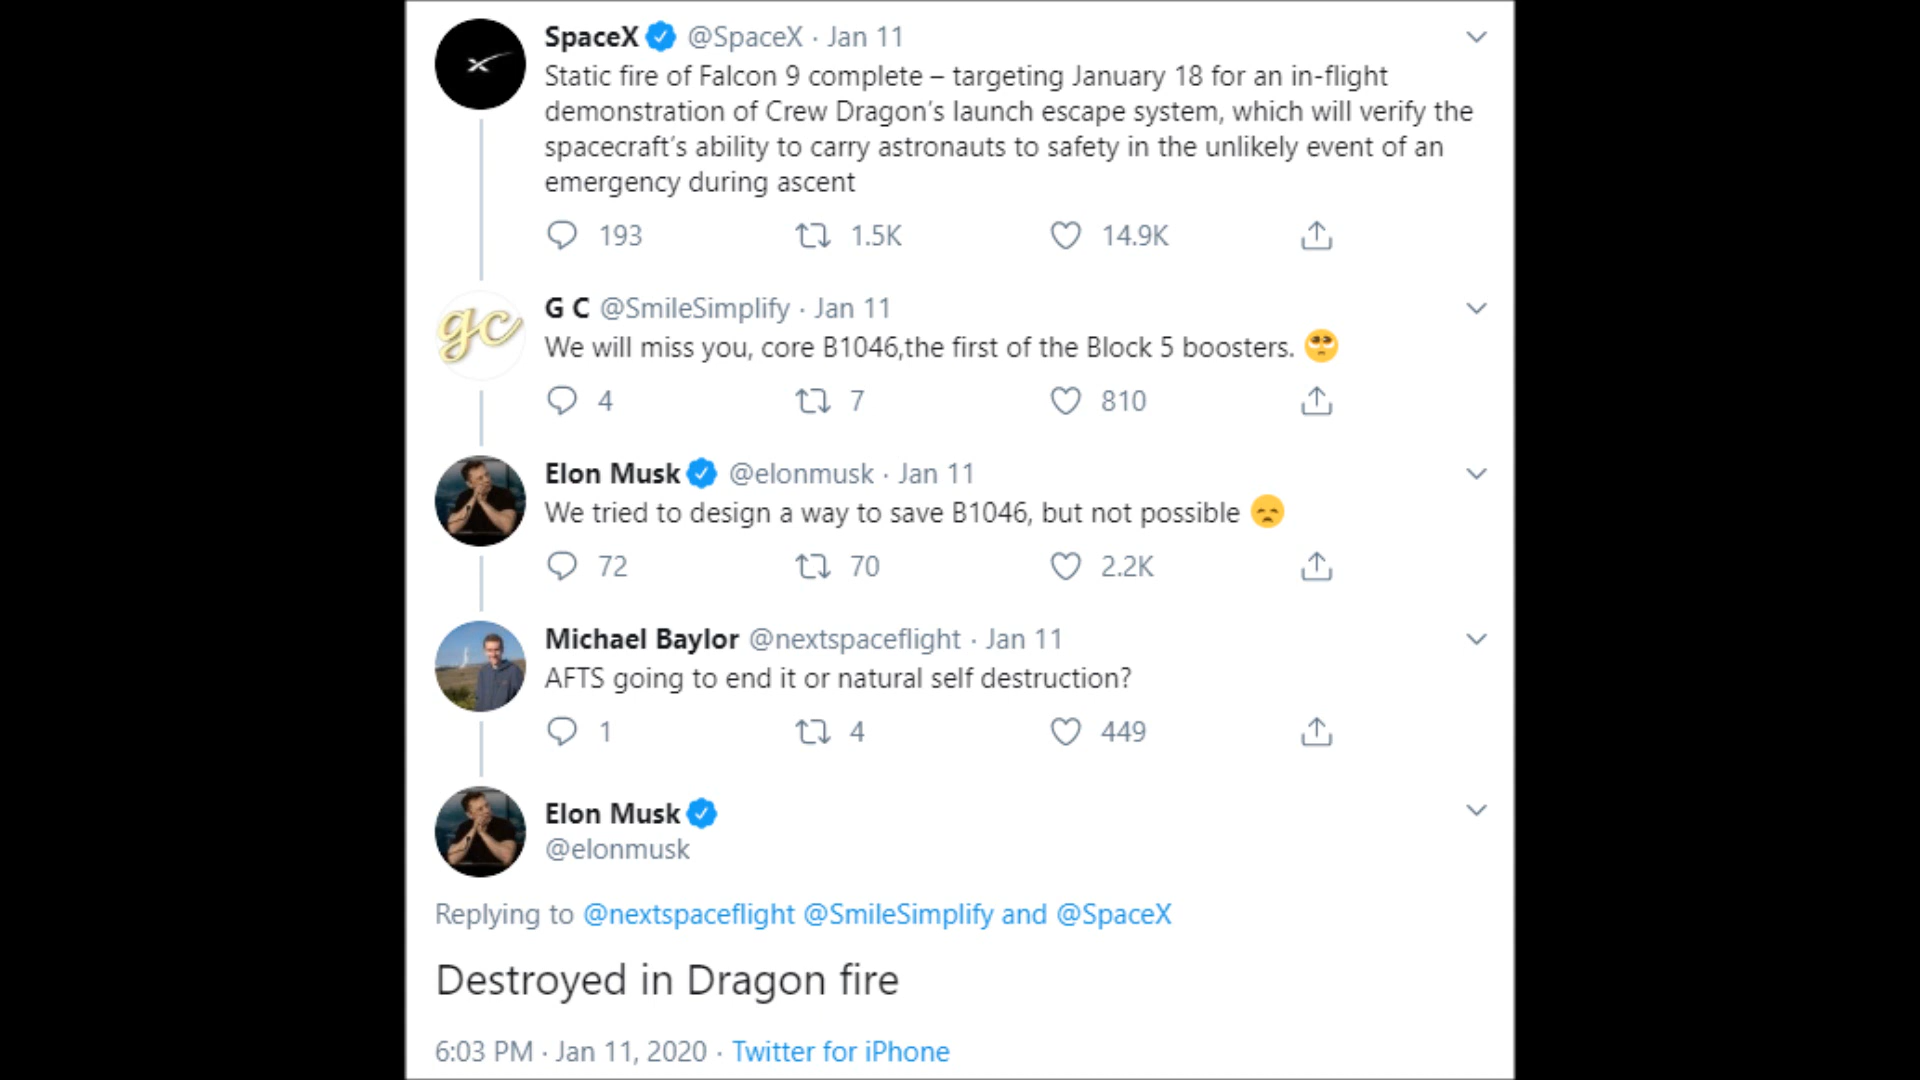 SpaceX @SpaceX · Jan 11
Static fire of Falcon 9 complete – targeting January 18 for an in-flight
demonstration of Crew Dragon’s launch escape system, which will verify the
spacecraft’s ability to carry astronauts to safety in the unlikely event of an
emergency during ascent
193 1.5K 14.9K
gc
G C @SmileSimplify · Jan 11
We will miss you, core B1046,the first of the Block 5 boosters. 🥺
4 7 810
Elon Musk @elonmusk · Jan 11
We tried to design a way to save B1046, but not possible 😞
72 70 2.2K
Michael Baylor @nextspaceflight · Jan 11
AFTS going to end it or natural self destruction?
1 4 449
Elon Musk
@elonmusk
Replying to @nextspaceflight @SmileSimplify and @SpaceX
Destroyed in Dragon fire
6:03 PM · Jan 11, 2020 · Twitter for iPhone